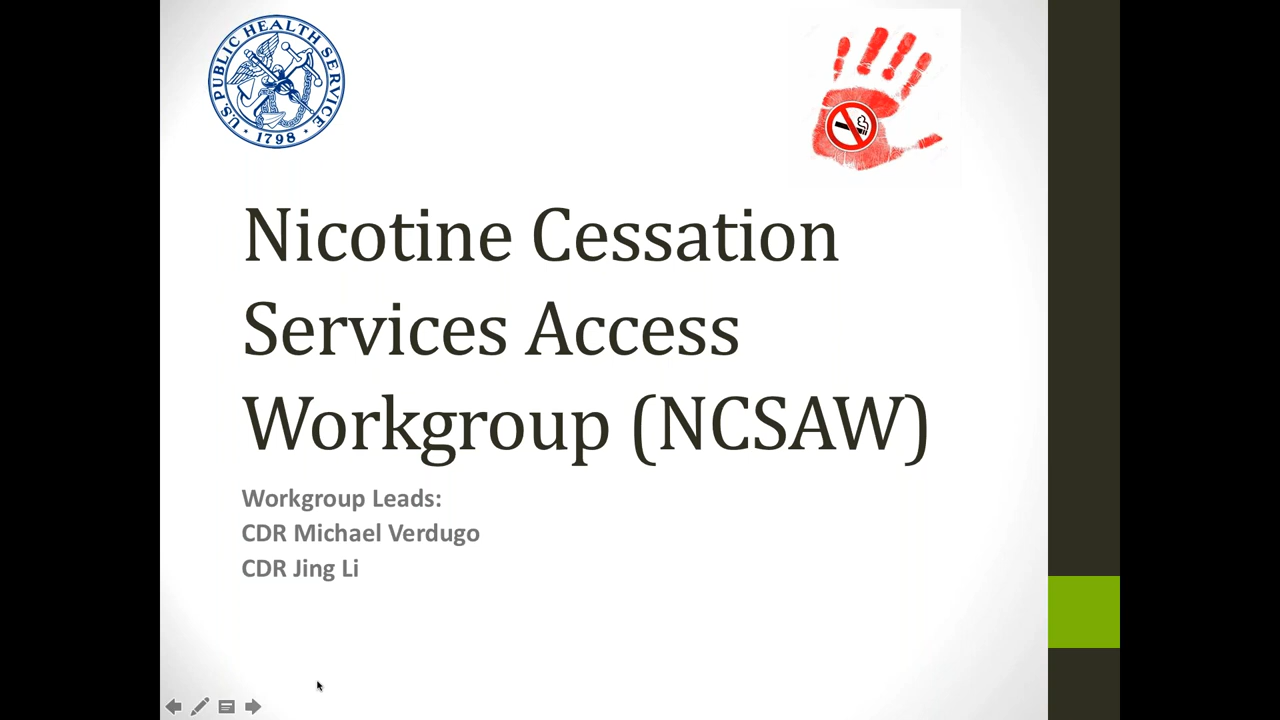 U.S. PUBLIC HEALTH SERVICE
· 1798 ·
Nicotine Cessation
Services Access
Workgroup (NCSAW)
Workgroup Leads:
CDR Michael Verdugo
CDR Jing Li